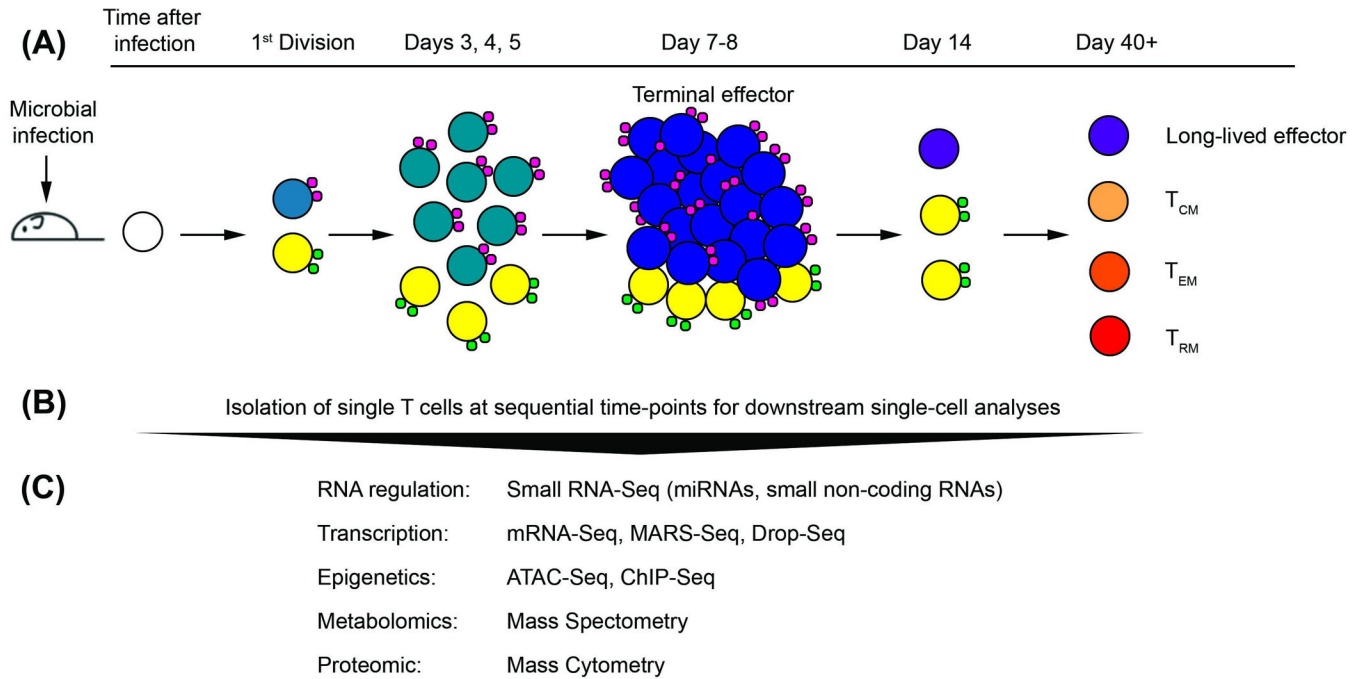 (A)
Time after
infection
1st Division
Days 3, 4, 5
Day 7-8
Day 14
Day 40+
Microbial
infection
Terminal effector
Long-lived effector
TCM
TEM
TRM
(B)
Isolation of single T cells at sequential time-points for downstream single-cell analyses
(C)
RNA regulation: Small RNA-Seq (miRNAs, small non-coding RNAs)
Transcription: mRNA-Seq, MARS-Seq, Drop-Seq
Epigenetics: ATAC-Seq, ChIP-Seq
Metabolomics: Mass Spectometry
Proteomic: Mass Cytometry